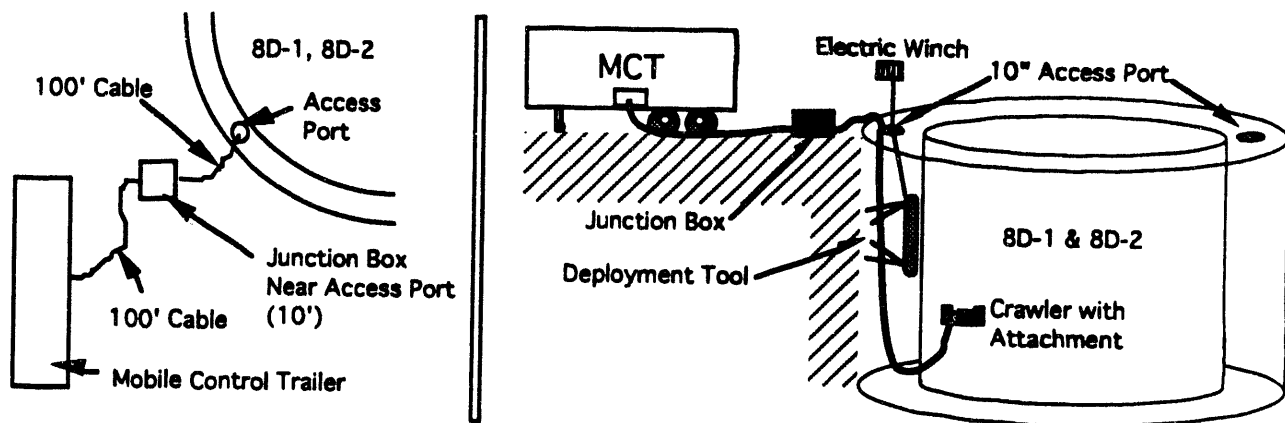 8D-1, 8D-2
100' Cable
Access
Port
Junction Box
Near Access Port
(10')
100' Cable
Mobile Control Trailer
MCT
Electric Winch
10" Access Port
Junction Box
Deployment Tool
8D-1 & 8D-2
Crawler with
Attachment